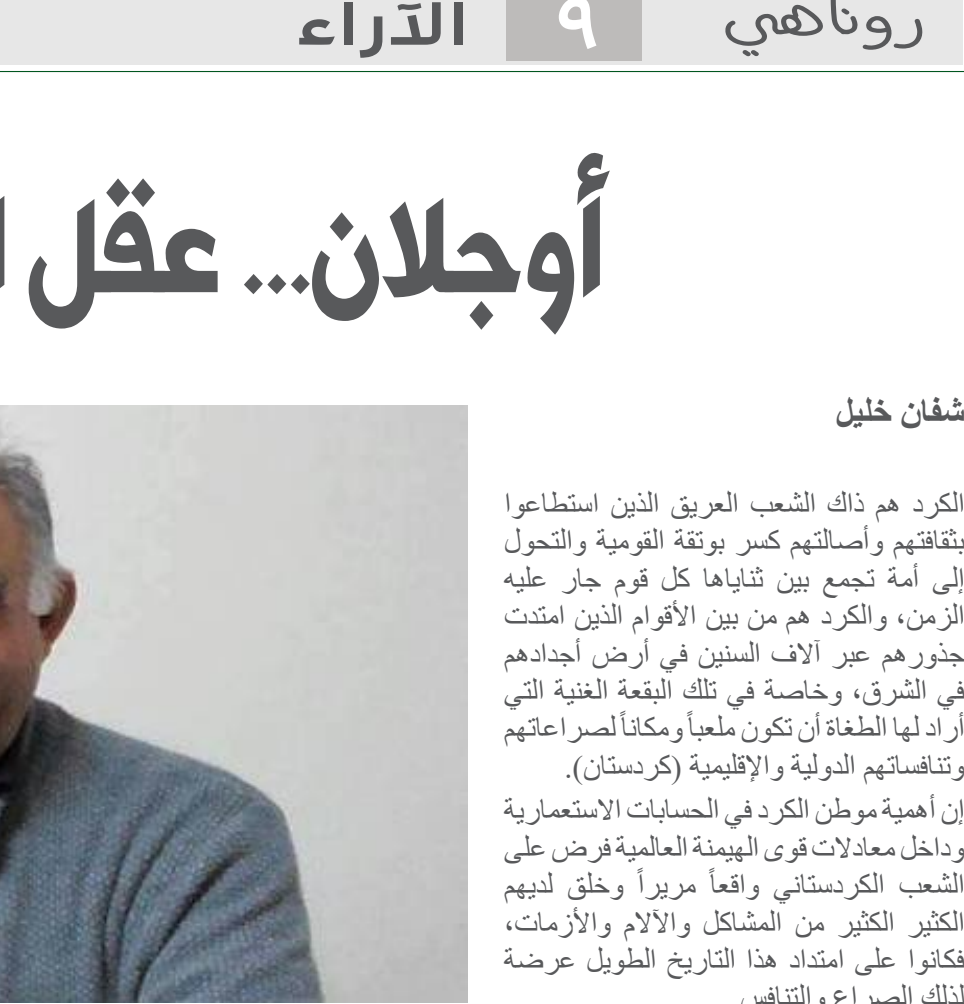 روناهي ٩ الآراء
أوجلان... عقل
شفان خليل
الكرد هم ذاك الشعب العريق الذين استطاعوا
بثقافتهم وأصالتهم كسر بوتقة القومية والتحول
إلى أمة تجمع بين ثناياها كل قوم جار عليه
الزمن، والكرد هم من بين الأقوام الذين امتدت
جذورهم عبر آلاف السنين في أرض أجدادهم
في الشرق، وخاصة في تلك البقعة الغنية التي
أراد لها الطغاة أن تكون ملعباً ومكاناً لصراعاتهم
وتنافساتهم الدولية والإقليمية (كردستان).
إن أهمية موطن الكرد في الحسابات الاستعمارية
وداخل معادلات قوى الهيمنة العالمية فرض على
الشعب الكردستاني واقعاً مريراً وخلق لديهم
الكثير الكثير من المشاكل والآلام والأزمات،
فكانوا على امتداد هذا التاريخ الطويل عرضة
لذلك الصراع والتنافس